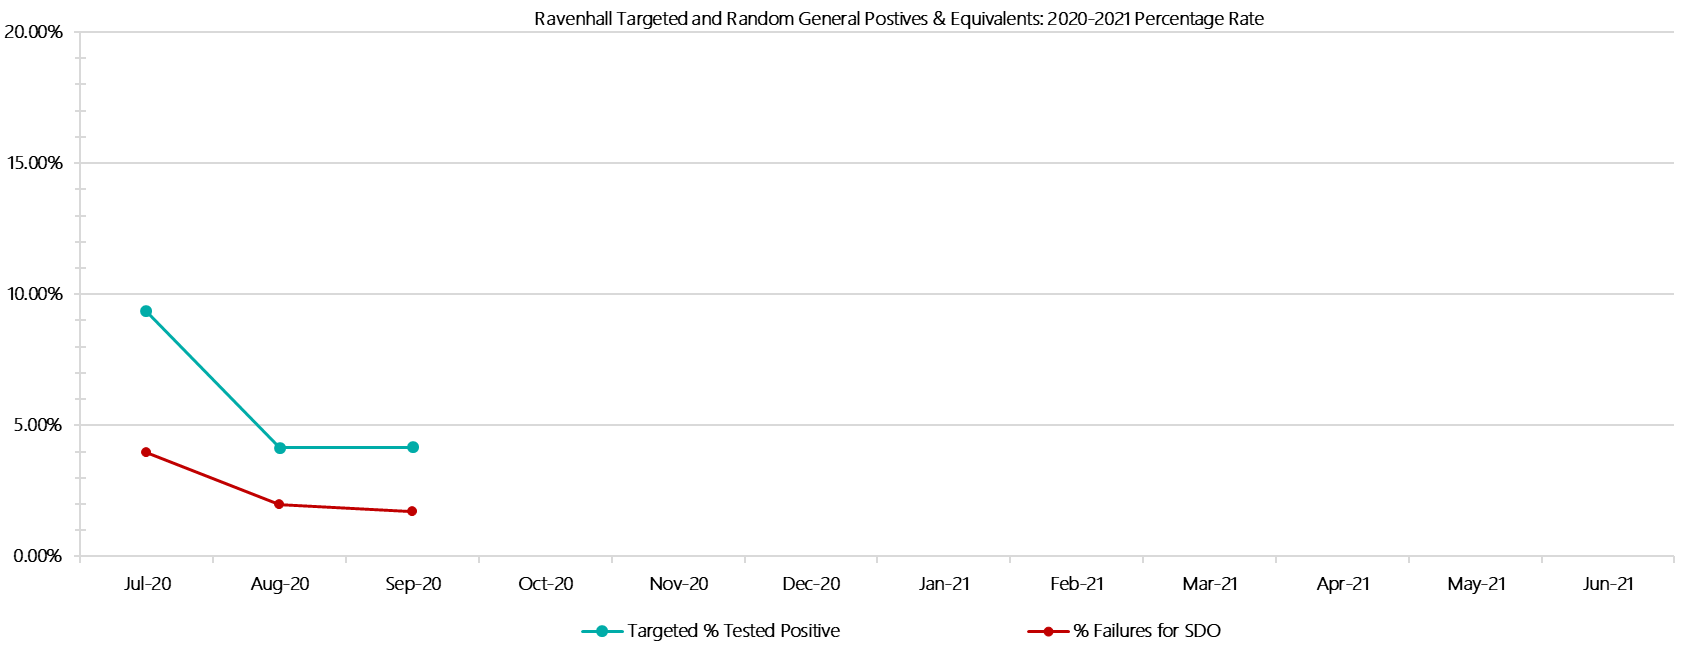 Ravenhall Targeted and Random General Postives & Equivalents: 2020-2021 Percentage Rate
20.00%
15.00%
10.00%
5.00%
0.00%
Jul-20 Aug-20 Sep-20 Oct-20 Nov-20 Dec-20 Jan-21 Feb-21 Mar-21 Apr-21 May-21 Jun-21
Targeted % Tested Positive % Failures for SDO